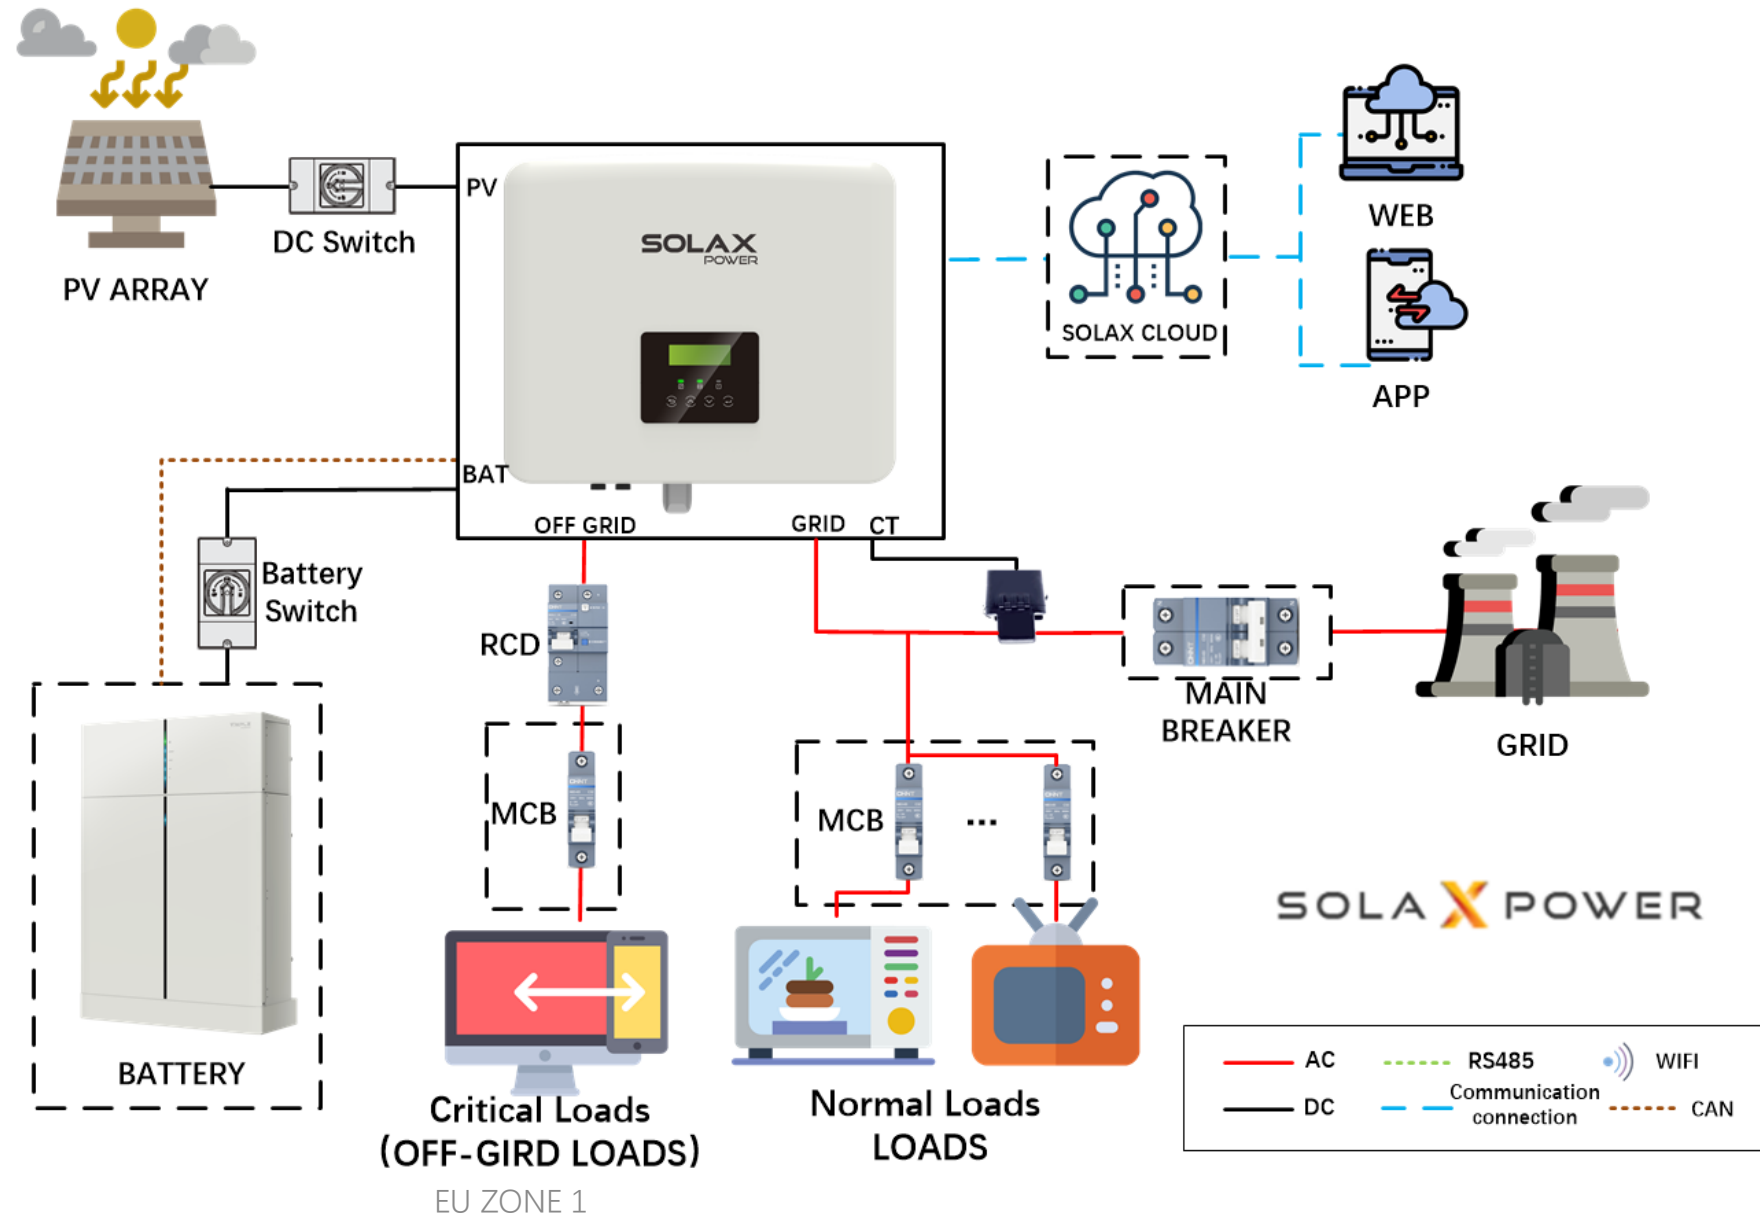 PV
DC Switch
PV ARRAY
SOLAX
POWER
SOLAX CLOUD
WEB
APP
BAT
OFF GRID
GRID
CT
Battery
Switch
RCD
MCB
MCB
...
MAIN
BREAKER
GRID
BATTERY
SOLAXPOWER
Critical Loads
(OFF-GIRD LOADS)
EU ZONE 1
Normal Loads
LOADS
AC
RS485
WIFI
DC
Communication
connection
CAN